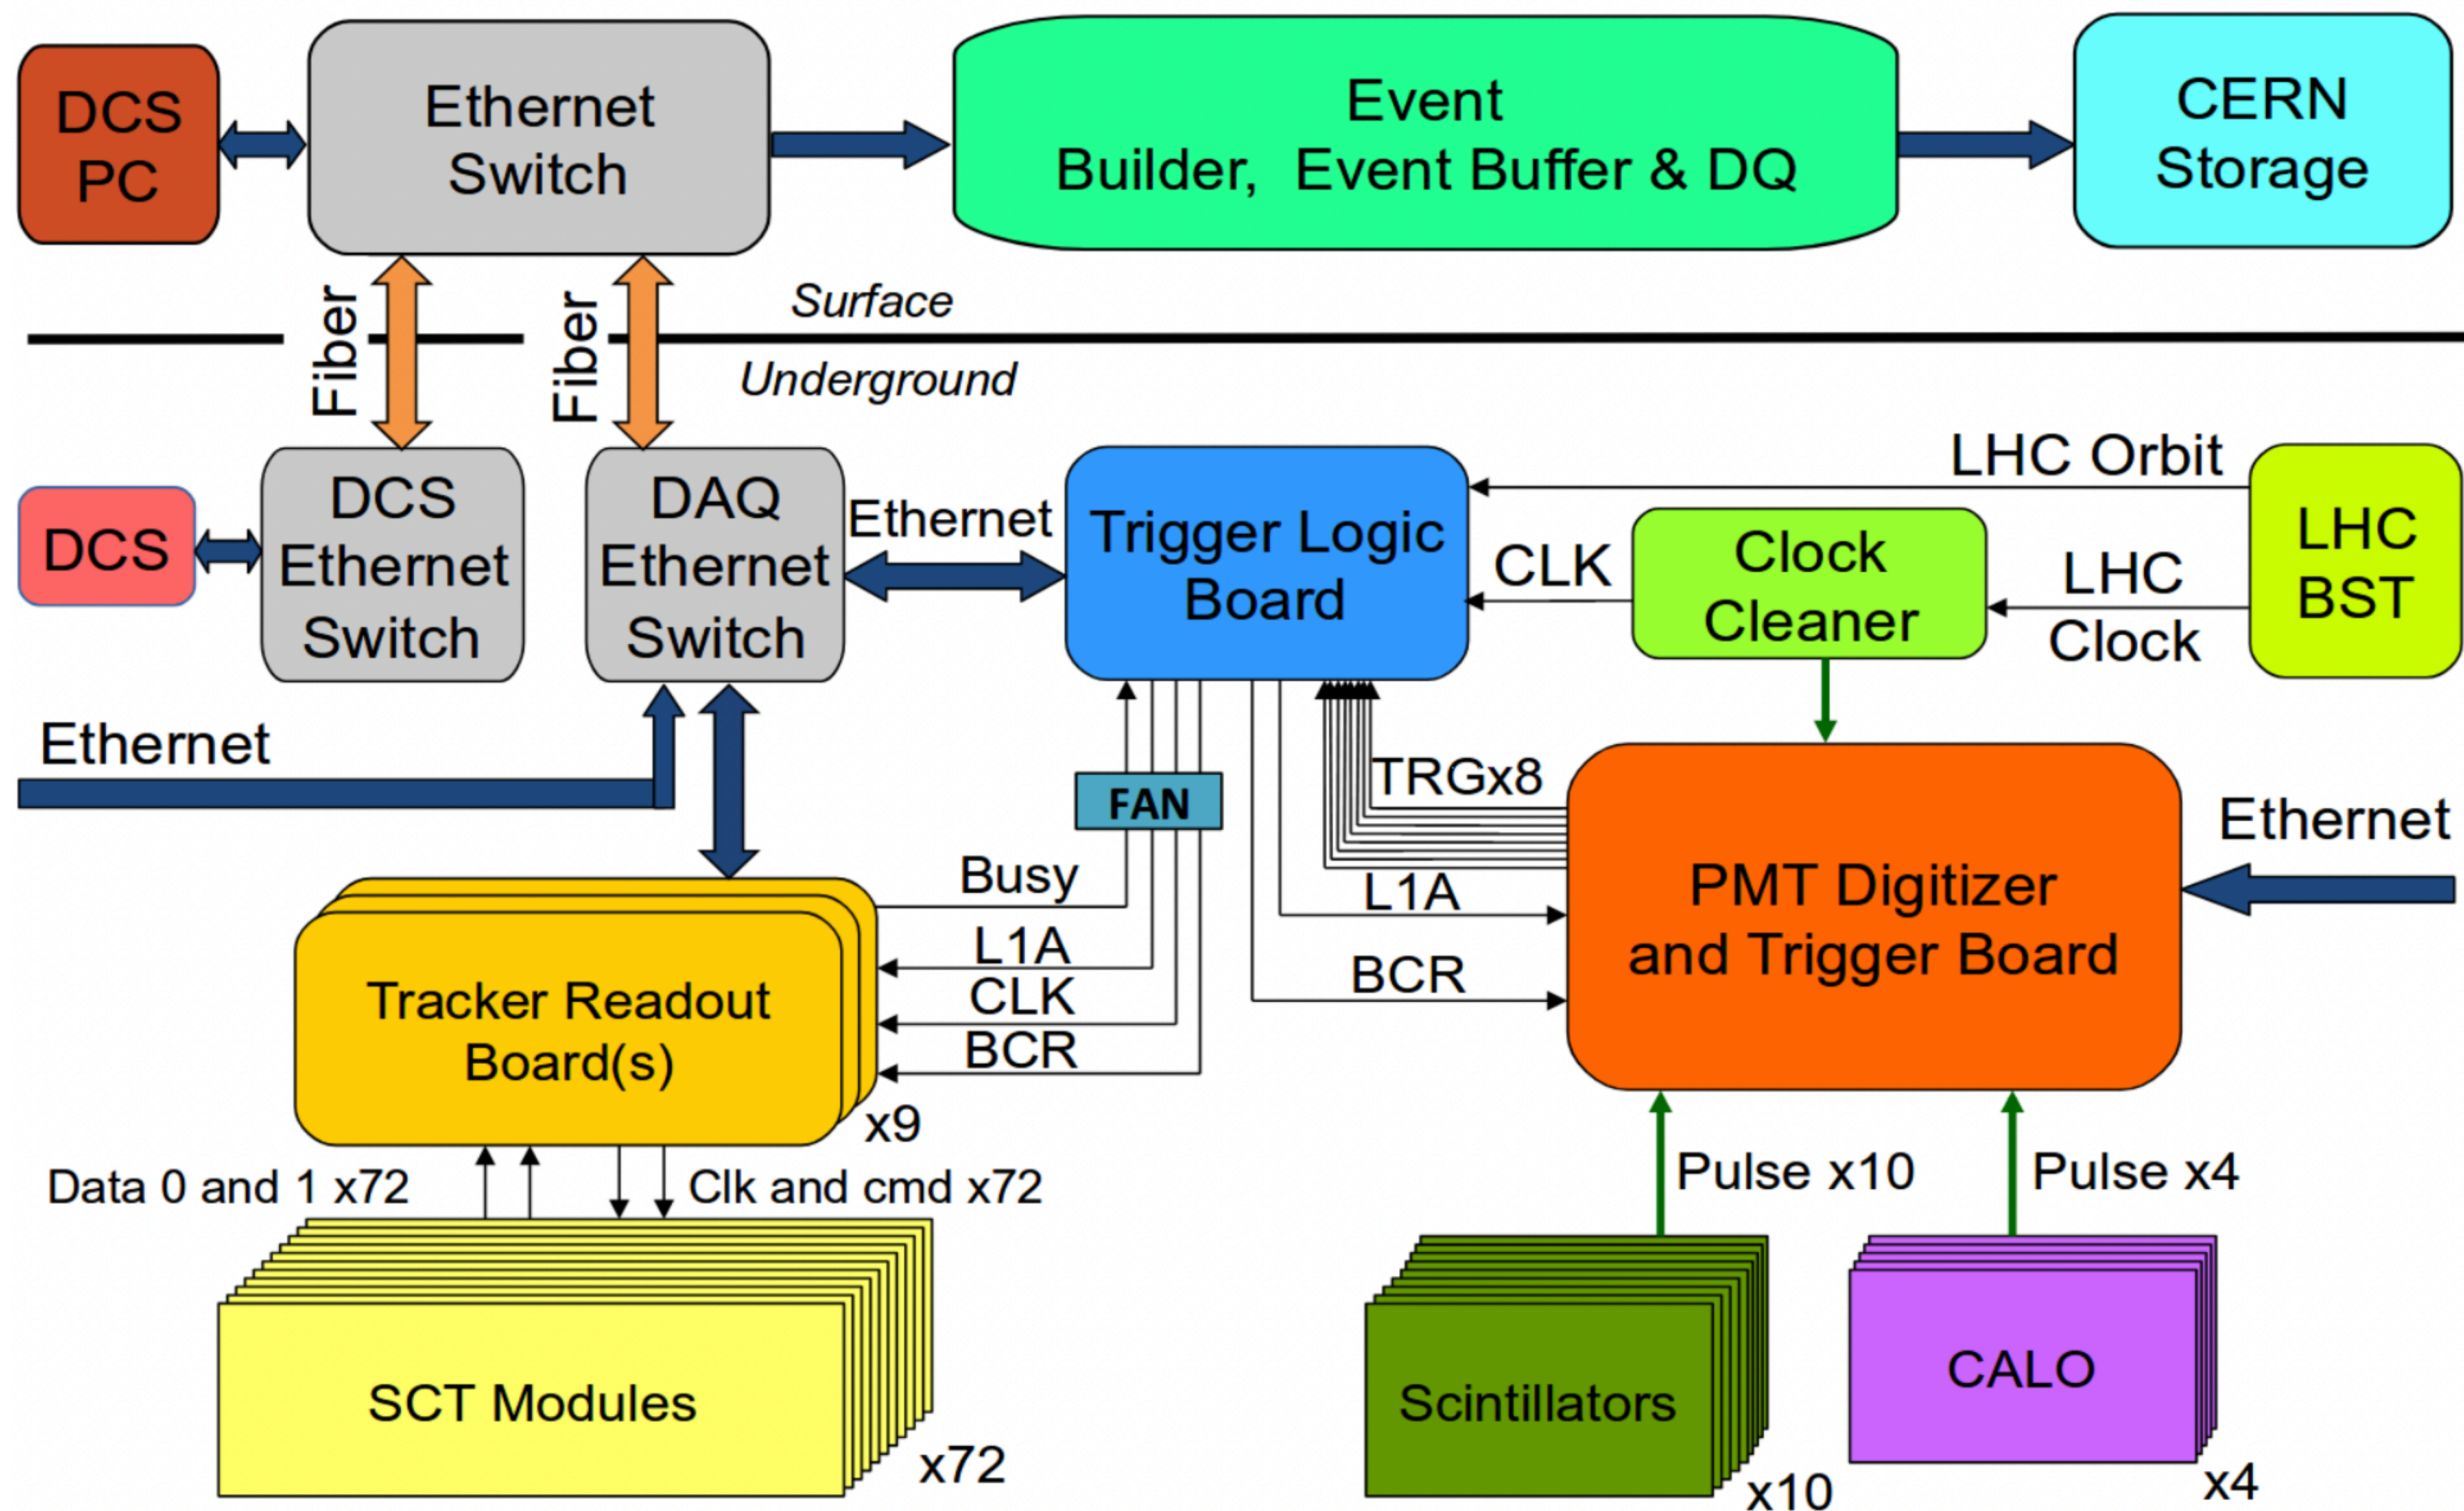 DCS
PC
Ethernet
Switch
Event
Builder, Event Buffer & DQ
CERN
Storage
Fiber
Fiber
Surface
Underground
DCS
DCS
Ethernet
Switch
DAQ
Ethernet
Switch
Ethernet
Trigger Logic
Board
LHC Orbit
CLK
Clock
Cleaner
LHC
Clock
LHC
BST
Ethernet
FAN
TRGx8
L1A
BCR
PMT Digitizer
and Trigger Board
Ethernet
Busy
L1A
CLK
BCR
Tracker Readout
Board(s)
x9
Data 0 and 1 x72
Clk and cmd x72
Pulse x10
Pulse x4
SCT Modules
x72
Scintillators
x10
CALO
x4